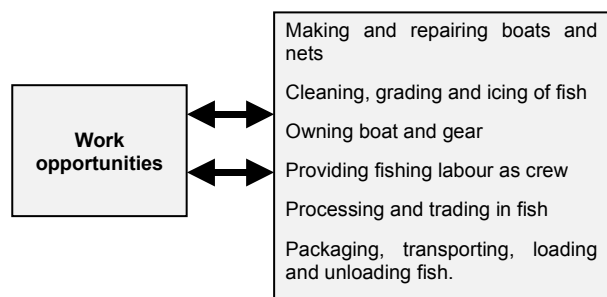 Work
opportunities
Making and repairing boats and
nets
Cleaning, grading and icing of fish
Owning boat and gear
Providing fishing labour as crew
Processing and trading in fish
Packaging, transporting, loading
and unloading fish.